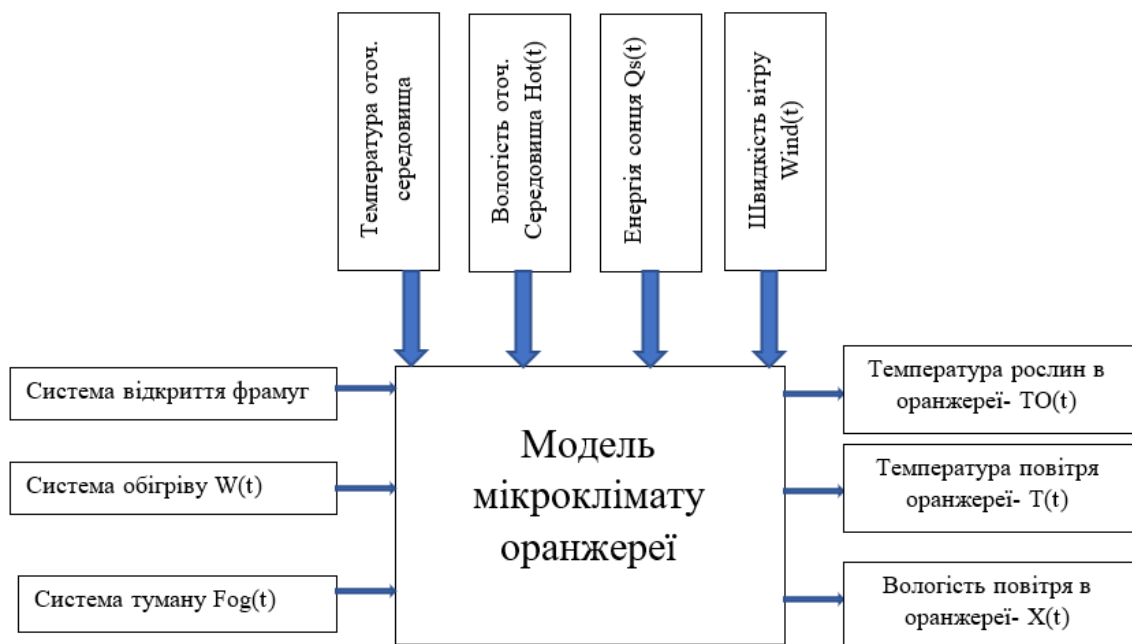 Температура оточ.
середовища
Вологість оточ.
Середовища Hot(t)
Енергія сонця Qs(t)
Швидкість вітру
Wind(t)
Система відкриття фрамуг
Система обігріву W(t)
Система туману Fog(t)
Модель
мікроклімату
оранжереї
Температура рослин в
оранжереї- TO(t)
Температура повітря
оранжереї- T(t)
Вологість повітря в
оранжереї- X(t)